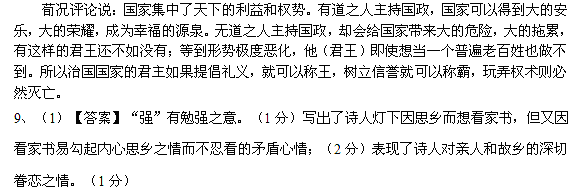 荀况评论说：国家集中了天下的利益和权势。有道之人主持国政，国家可以得到大的安
乐，大的荣耀，成为幸福的源泉。无道之人主持国政，却会给国家带来大的危险，大的拖累，
有这样的君王还不如没有；等到形势极度恶化，他（君王）即使想当一个普遍老百姓也做不
到。所以治国国家的君主如果提倡礼义，就可以称王，树立信誉就可以称霸，玩弄权术则必
然灭亡。
9、（1）【答案】“强”有勉强之意。（1 分）写出了诗人灯下因思乡而想看家书，但又因
看家书易勾起内心思乡之情而不忍看的矛盾心情；（2 分）表现了诗人对亲人和故乡的深切
眷恋之情。（1 分）